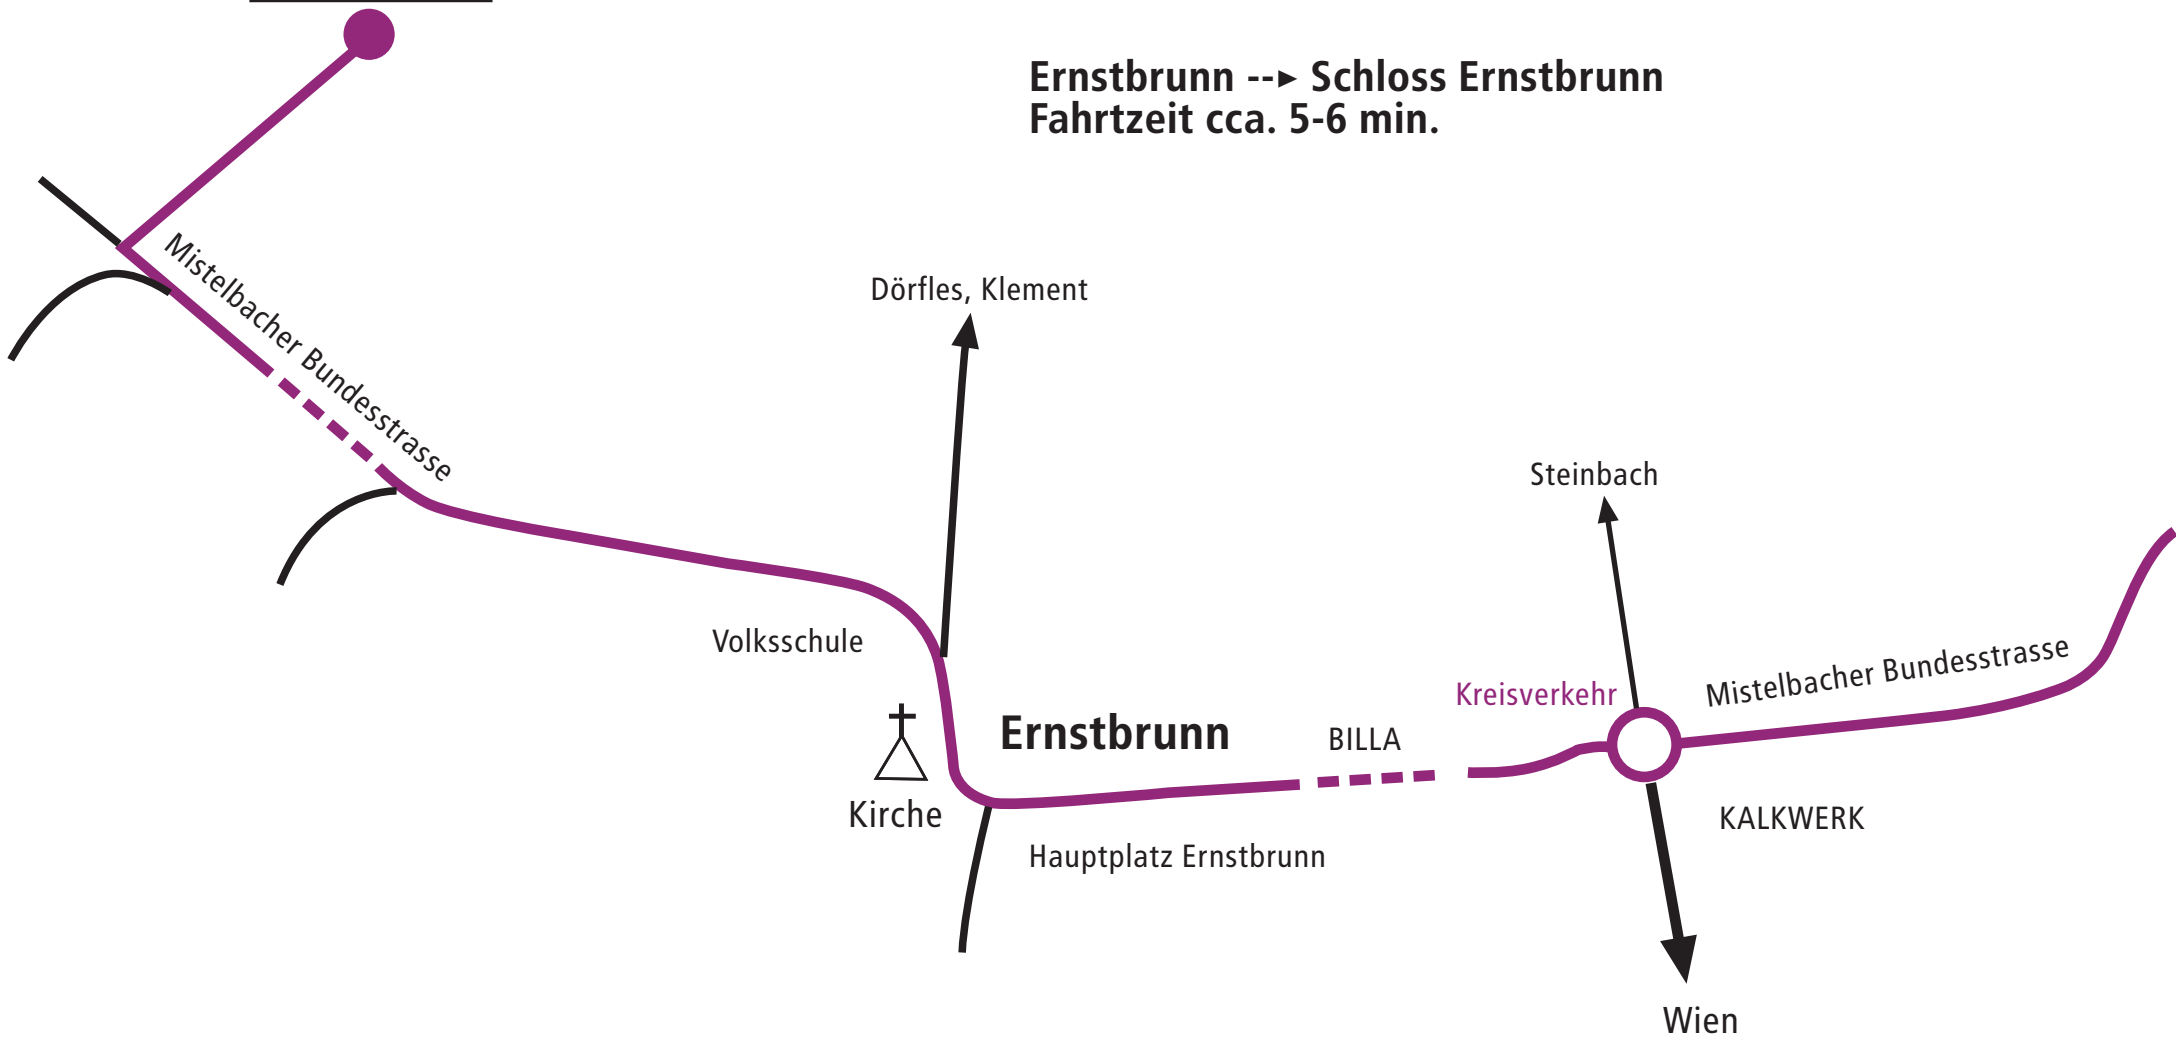 Ernstbrunn --► Schloss Ernstbrunn
Fahrtzeit cca. 5-6 min.
Mistelbacher Bundesstrasse
Dörfles, Klement
Steinbach
Volksschule
Mistelbacher Bundesstrasse
Kreisverkehr
Ernstbrunn
BILLA
Kirche
KALKWERK
Hauptplatz Ernstbrunn
Wien